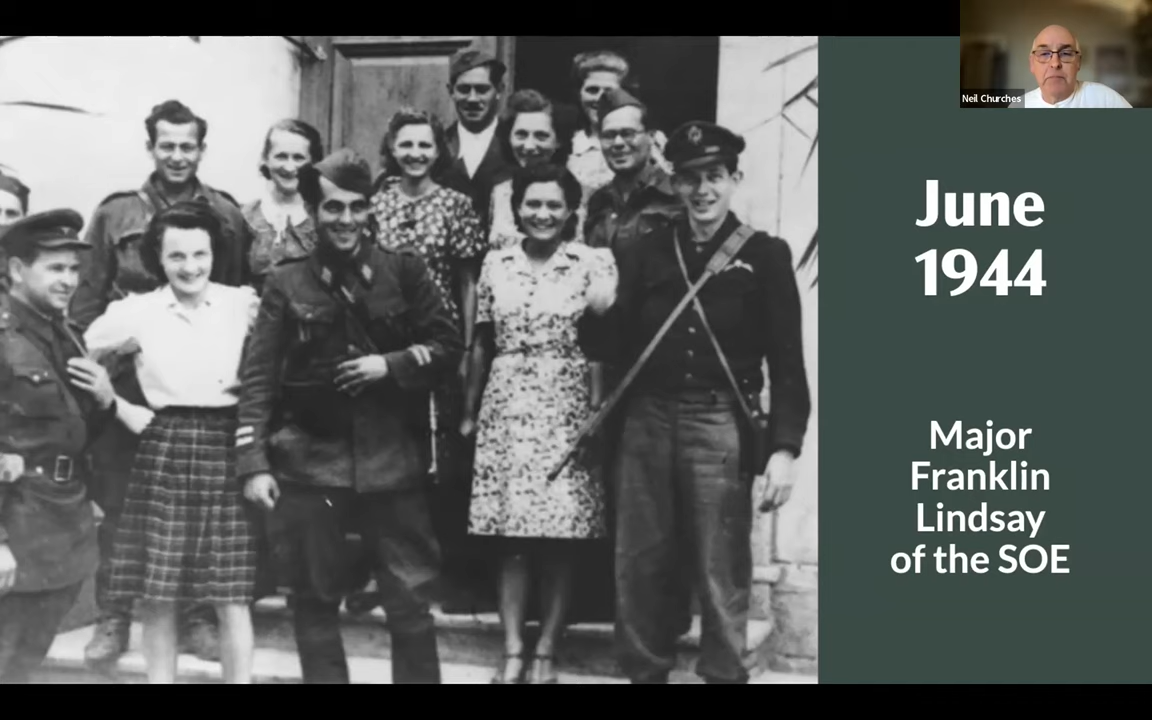 Neil Churches
June
1944
Major
Franklin
Lindsay
of the SOE